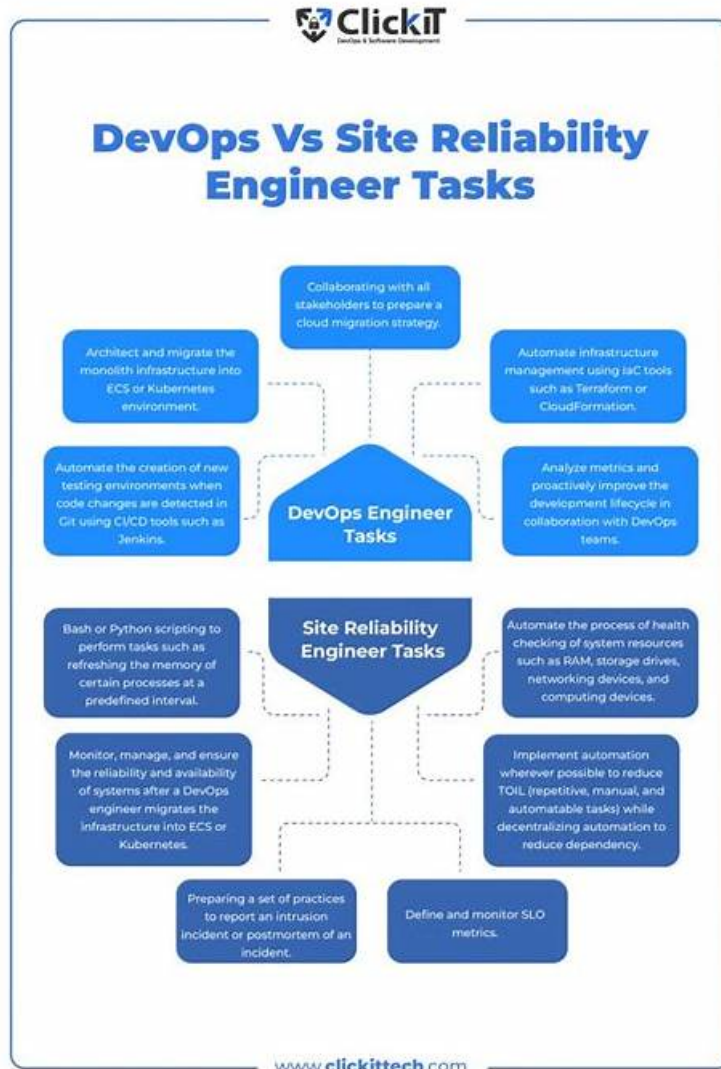 ClickIT
DevOps & Software Development
DevOps Vs Site Reliability
Engineer Tasks
Collaborating with all
stakeholders to prepare a
cloud migration strategy.
Architect and migrate the
monolith infrastructure into
ECS or Kubernetes
environment.
Automate infrastructure
management using IaC tools
such as Terraform or
CloudFormation.
Automate the creation of new
testing environments when
code changes are detected in
Git using CI/CD tools such as
Jenkins.
Analyze metrics and
proactively improve the
development lifecycle in
collaboration with DevOps
teams.
DevOps Engineer
Tasks
Site Reliability
Engineer Tasks
Bash or Python scripting to
perform tasks such as
refreshing the memory of
certain processes at a
predefined interval.
Automate the process of health
checking of system resources
such as RAM, storage drives,
networking devices, and
computing devices.
Monitor, manage, and ensure
the reliability and availability
of systems after a DevOps
engineer migrates the
infrastructure into ECS or
Kubernetes.
Implement automation
wherever possible to reduce
TOIL (repetitive, manual, and
automatable tasks) while
decentralizing automation to
reduce dependency.
Preparing a set of practices
to report an intrusion
incident or postmortem of an
incident.
Define and monitor SLO
metrics.
www.clickittech.com